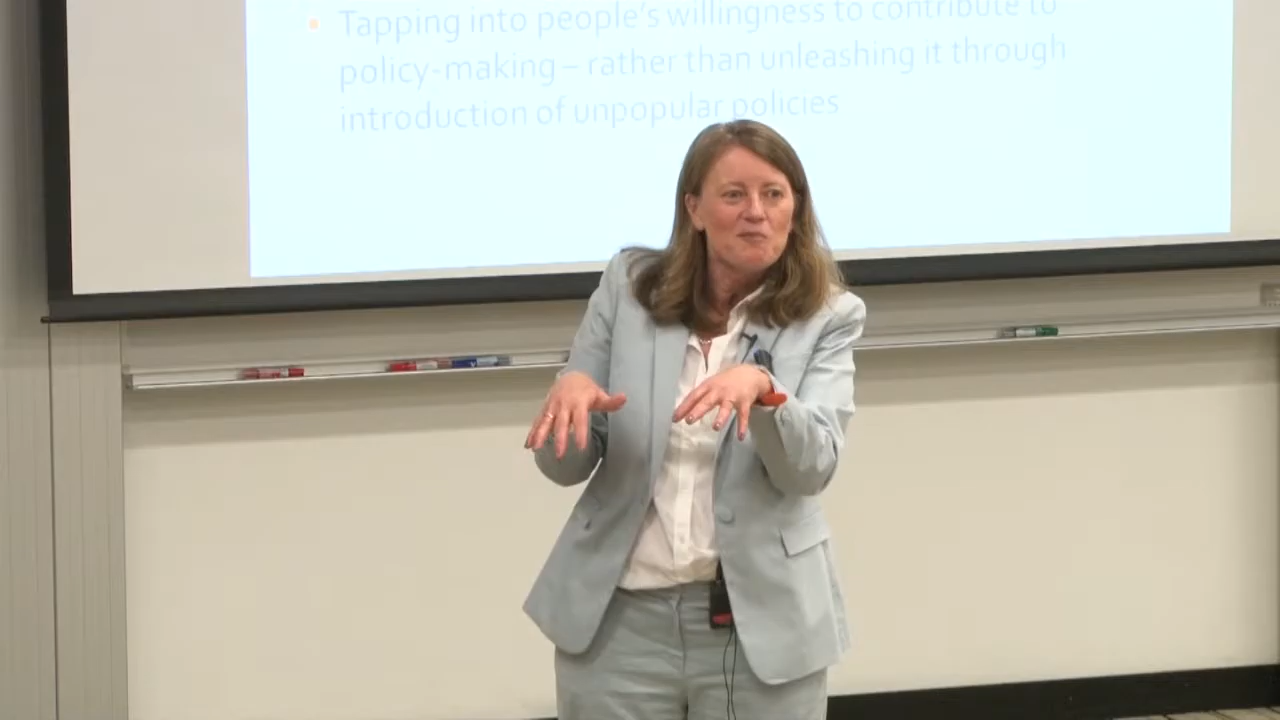 Tapping into people's willingness to contribute to
policy-making – rather than unleashing it through
introduction of unpopular policies